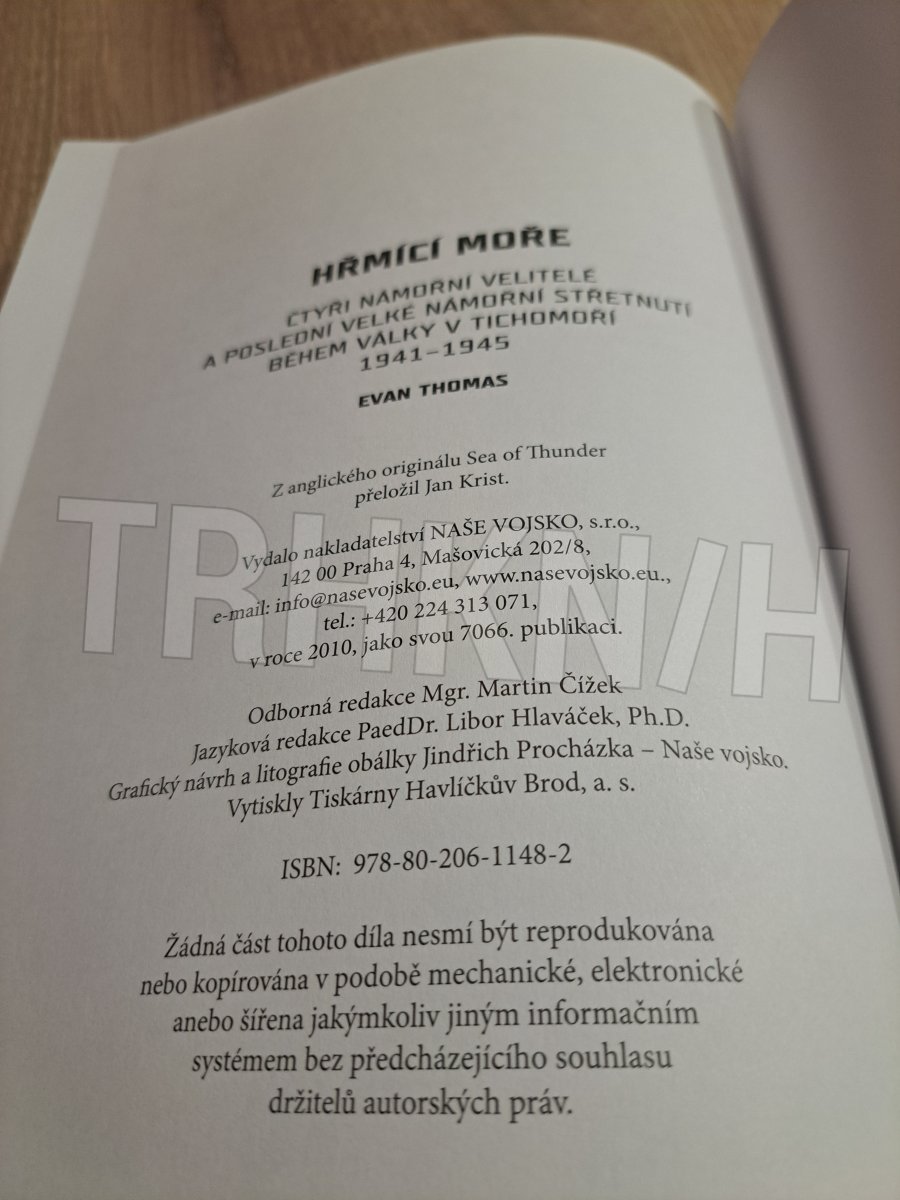 HŘMÍCÍ MOŘE
ČTYŘI NÁMOŘNÍ VELITELÉ
A POSLEDNÍ VELKÉ NÁMOŘNÍ STŘETNUTÍ
BĚHEM VÁLKY V TICHOMOŘÍ
1941–1945
EVAN THOMAS
Z anglického originálu Sea of Thunder
přeložil Jan Krist.
Vydalo nakladatelství NAŠE VOJSKO, s.r.o.,
142 00 Praha 4, Mašovická 202/8,
e-mail: info@nasevojsko.eu, www.nasevojsko.eu.,
tel.: +420 224 313 071,
v roce 2010, jako svou 7066. publikaci.
TRHKN/H
Odborná redakce Mgr. Martin Čížek
Jazyková redakce PaedDr. Libor Hlaváček, Ph.D.
Grafický návrh a litografie obálky Jindřich Procházka – Naše vojsko.
Vytiskly Tiskárny Havlíčkův Brod, a. s.
ISBN: 978-80-206-1148-2
Žádná část tohoto díla nesmí být reprodukována
nebo kopírována v podobě mechanické, elektronické
anebo šířena jakýmkoliv jiným informačním
systémem bez předcházejícího souhlasu
držitelů autorských práv.